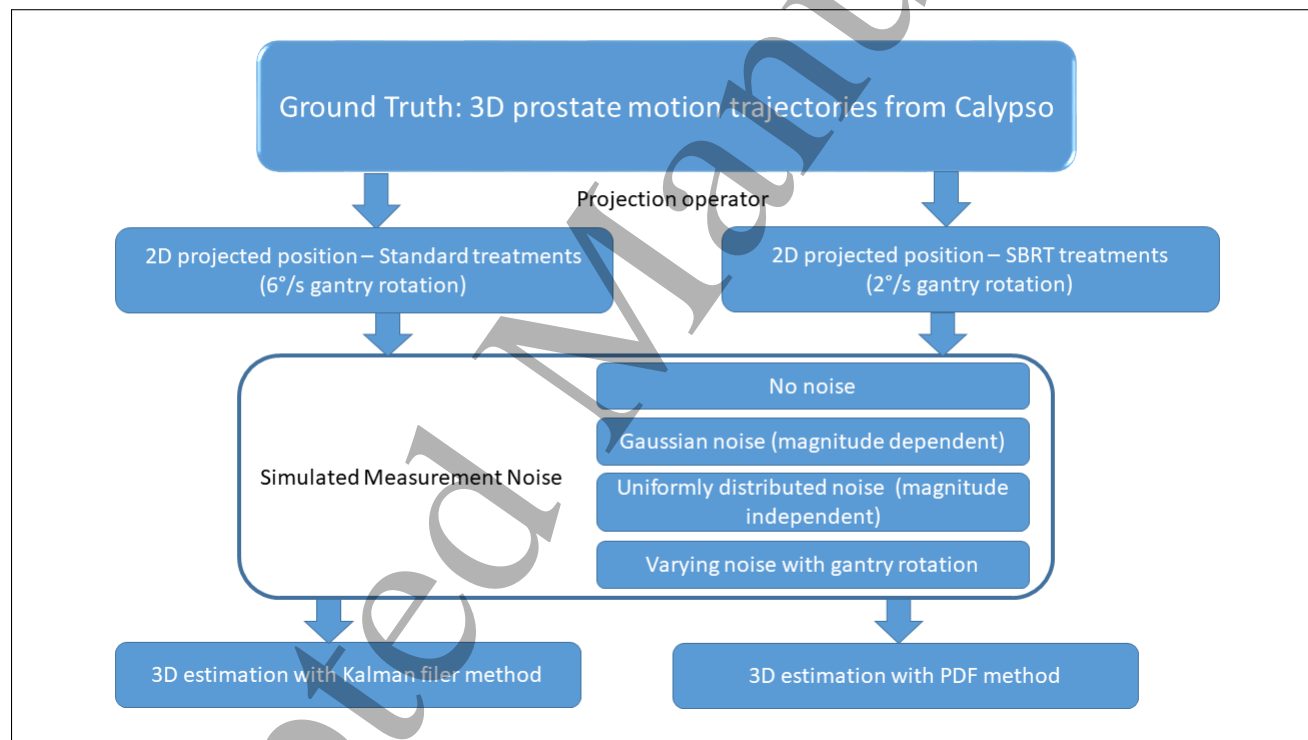 Ground Truth: 3D prostate motion trajectories from Calypso
Projection operator
2D projected position – Standard treatments
(6°/s gantry rotation)
2D projected position – SBRT treatments
(2°/s gantry rotation)
Simulated Measurement Noise
No noise
Gaussian noise (magnitude dependent)
Uniformly distributed noise (magnitude
independent)
Varying noise with gantry rotation
3D estimation with Kalman filer method
3D estimation with PDF method
ted Manu